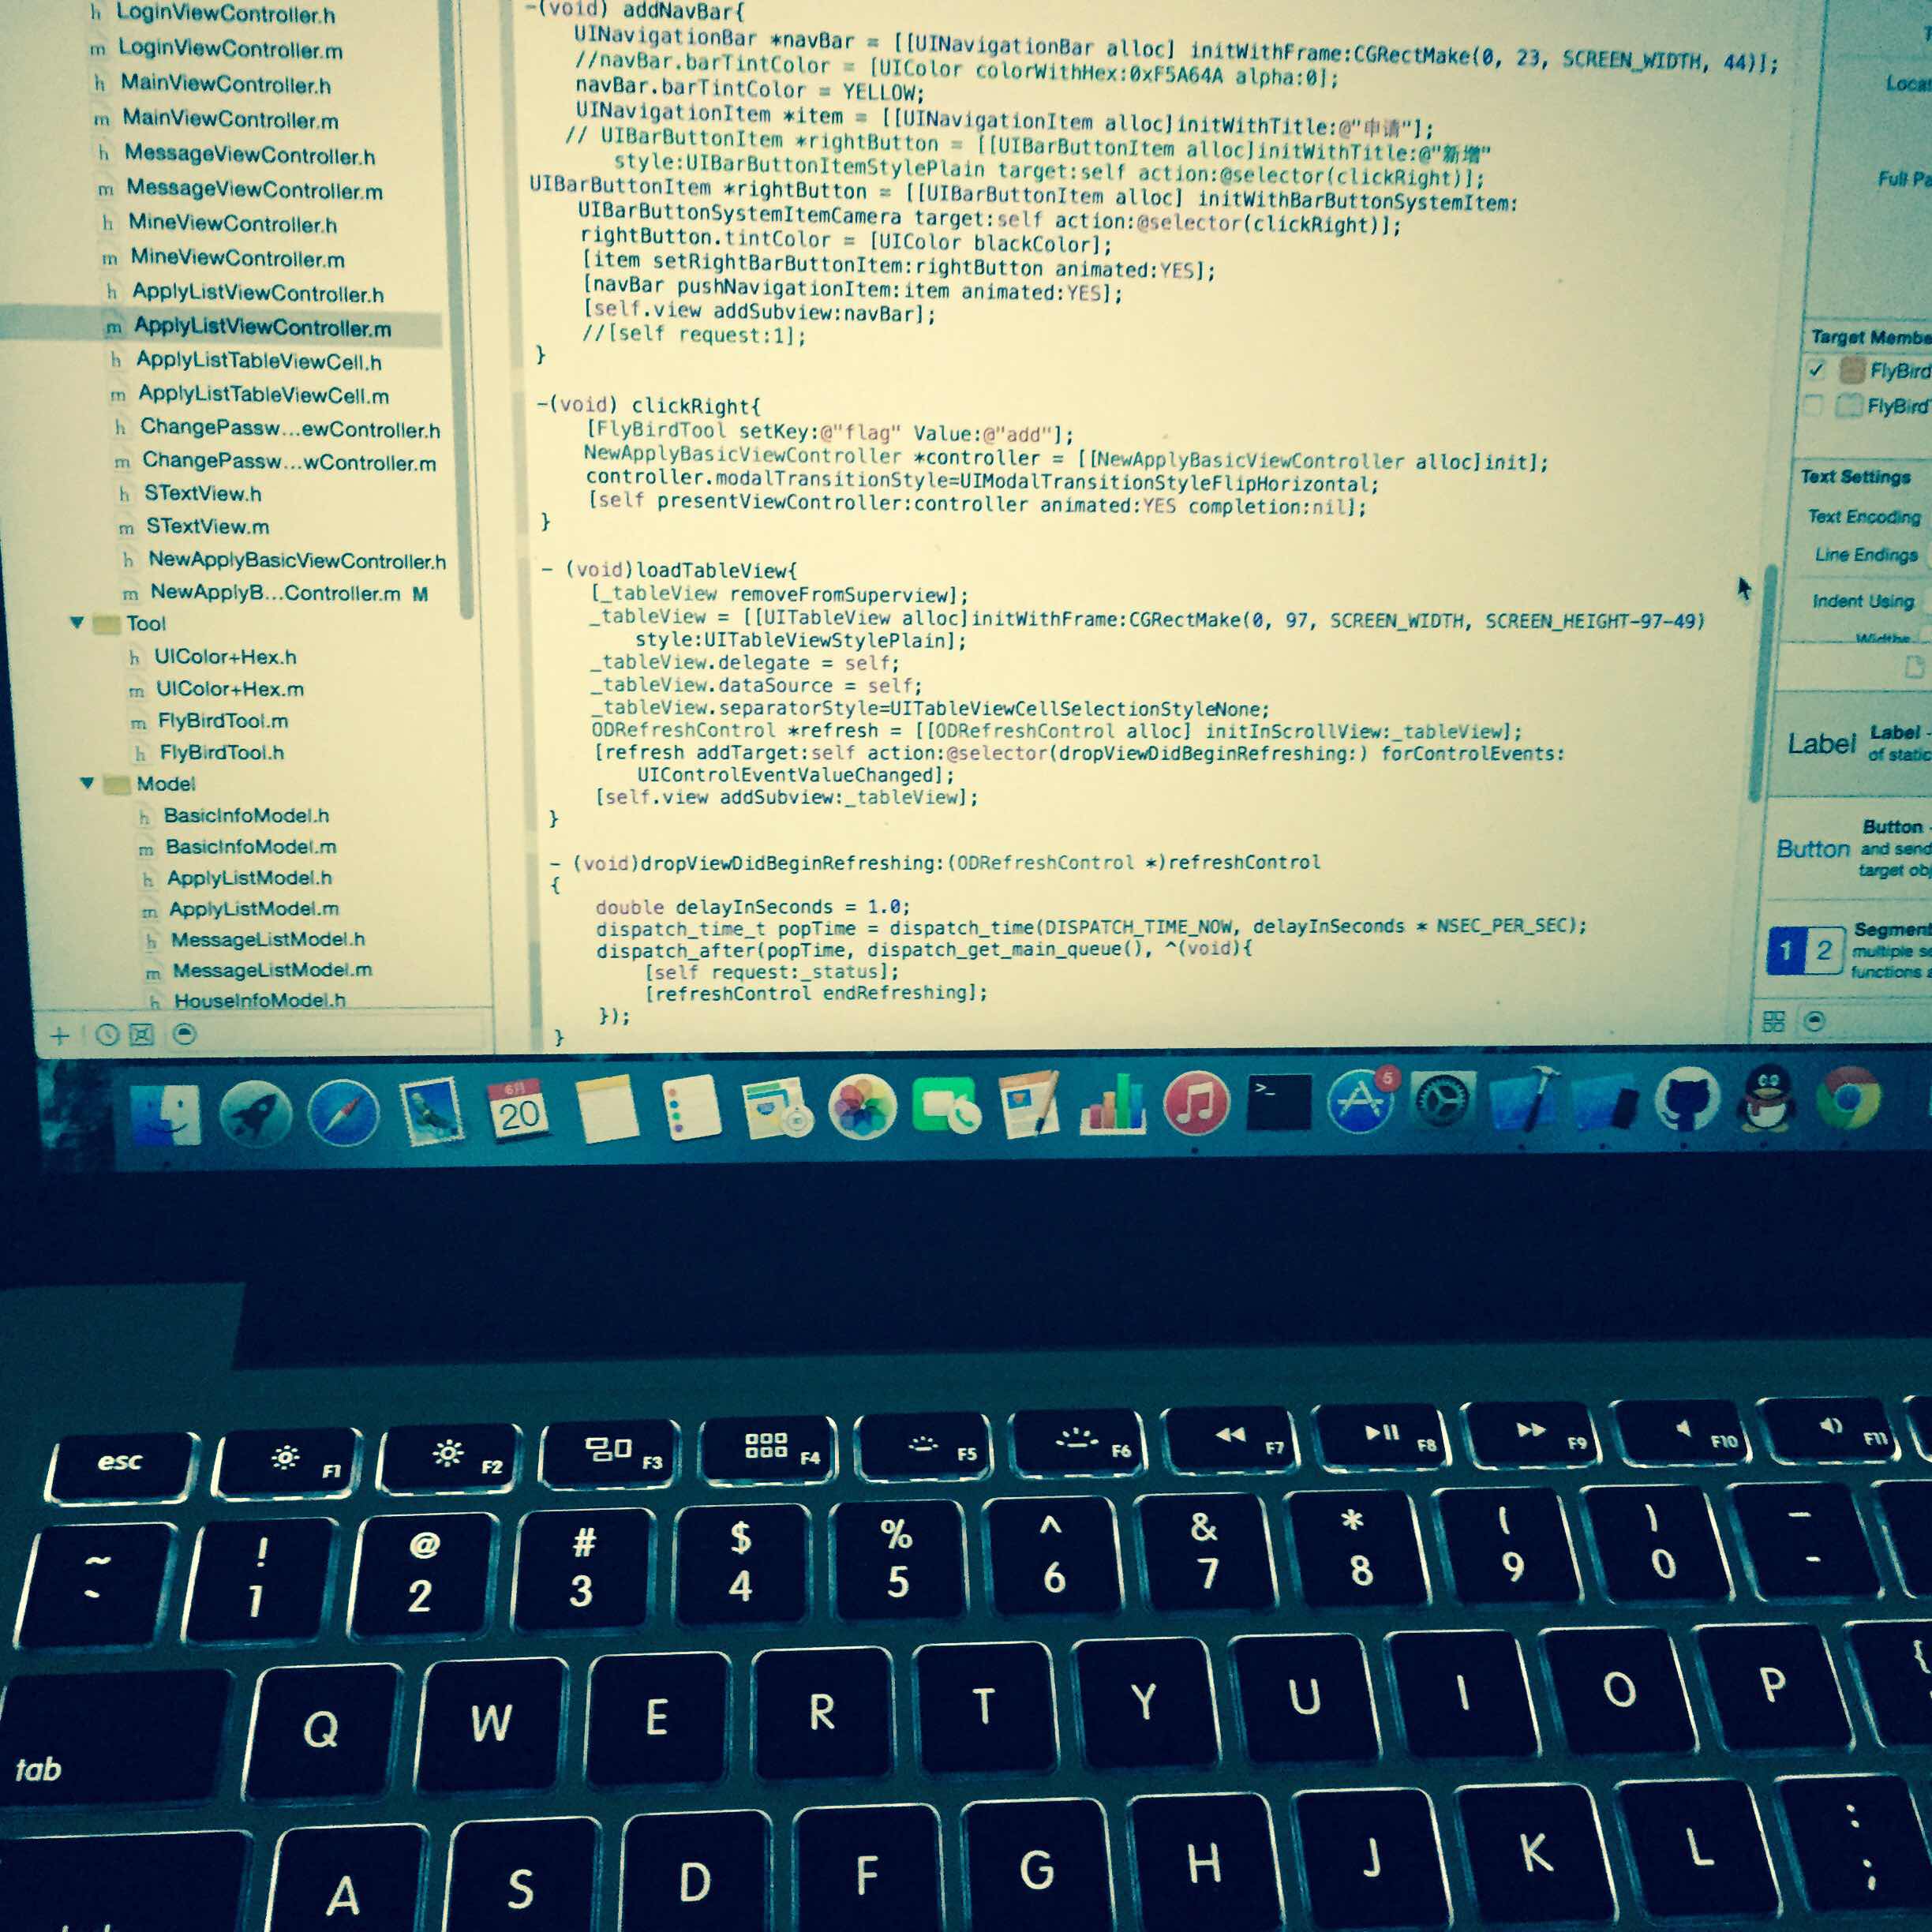 LoginViewController.h
LoginViewController.m
MainViewController.h
MainViewController.m
MessageViewController.h
MessageViewController.m
MineViewController.h
MineViewController.m
ApplyListViewController.h
ApplyListViewController.m
ApplyListTableViewCell.h
ApplyListTableViewCell.m
ChangePassw...ewController.h
ChangePassw...wController.m
STextView.h
STextView.m
NewApplyBasicViewController.h
NewApplyB...Controller.m M
Tool
UIColor+Hex.h
UIColor+Hex.m
FlyBirdTool.m
FlyBirdTool.h
Model
BasicInfoModel.h
BasicInfoModel.m
ApplyListModel.h
ApplyListModel.m
MessageListModel.h
MessageListModel.m
HouseInfoModel.h
-(void) addNavBar{
UINavigationBar *navBar = [[UINavigationBar alloc] initWithFrame:CGRectMake(0, 23, SCREEN_WIDTH, 44)];
//navBar.barTintColor = [UIColor colorWithHex:0xF5A64A alpha:0];
navBar.barTintColor = YELLOW;
UINavigationItem *item = [[UINavigationItem alloc]initWithTitle:@"申请"];
// UIBarButtonItem *rightButton = [[UIBarButtonItem alloc]initWithTitle:@"新增"
style:UIBarButtonItemStylePlain target:self action:@selector(clickRight)];
UIBarButtonItem *rightButton = [[UIBarButtonItem alloc] initWithBarButtonSystemItem:
UIBarButtonSystemItemCamera target:self action:@selector(clickRight)];
rightButton.tintColor = [UIColor blackColor];
[item setRightBarButtonItem:rightButton animated:YES];
[navBar pushNavigationItem:item animated:YES];
[self.view addSubview:navBar];
//[self request:1];
}
-(void) clickRight{
[FlyBirdTool setKey:@"flag" Value:@"add"];
NewApplyBasicViewController *controller = [[NewApplyBasicViewController alloc]init];
controller.modalTransitionStyle=UIModalTransitionStyleFlipHorizontal;
[self presentViewController:controller animated:YES completion:nil];
}
- (void)loadTableView{
[_tableView removeFromSuperview];
_tableView = [[UITableView alloc]initWithFrame:CGRectMake(0, 97, SCREEN_WIDTH, SCREEN_HEIGHT-97-49)
style:UITableViewStylePlain];
_tableView.delegate = self;
_tableView.dataSource = self;
_tableView.separatorStyle=UITableViewCellSelectionStyleNone;
ODRefreshControl *refresh = [[ODRefreshControl alloc] initInScrollView:_tableView];
[refresh addTarget:self action:@selector(dropViewDidBeginRefreshing:) forControlEvents:
UIControlEventValueChanged];
[self.view addSubview:_tableView];
}
- (void)dropViewDidBeginRefreshing:(ODRefreshControl *)refreshControl
{
double delayInSeconds = 1.0;
dispatch_time_t popTime = dispatch_time(DISPATCH_TIME_NOW, delayInSeconds * NSEC_PER_SEC);
dispatch_after(popTime, dispatch_get_main_queue(), ^(void){
[self request:_status];
[refreshControl endRefreshing];
});
}
Full Pa
Target Membe
FlyBird
FlyBird
Text Settings
Text Encoding
Line Endings
Indent Using
Label Label -
of static
Button -
Button and send
target obj
Segment
1 2 multiple se
functions a
6月
20
5
esc F1 F2 F3 F4 F5 F6 F7 F8 F9 F10 F11
~ ! @ # $ % ^ & * ( ) —
` 1 2 3 4 5 6 7 8 9 0 -
tab Q W E R T Y U I O P {
A S D F G H J K L :
;